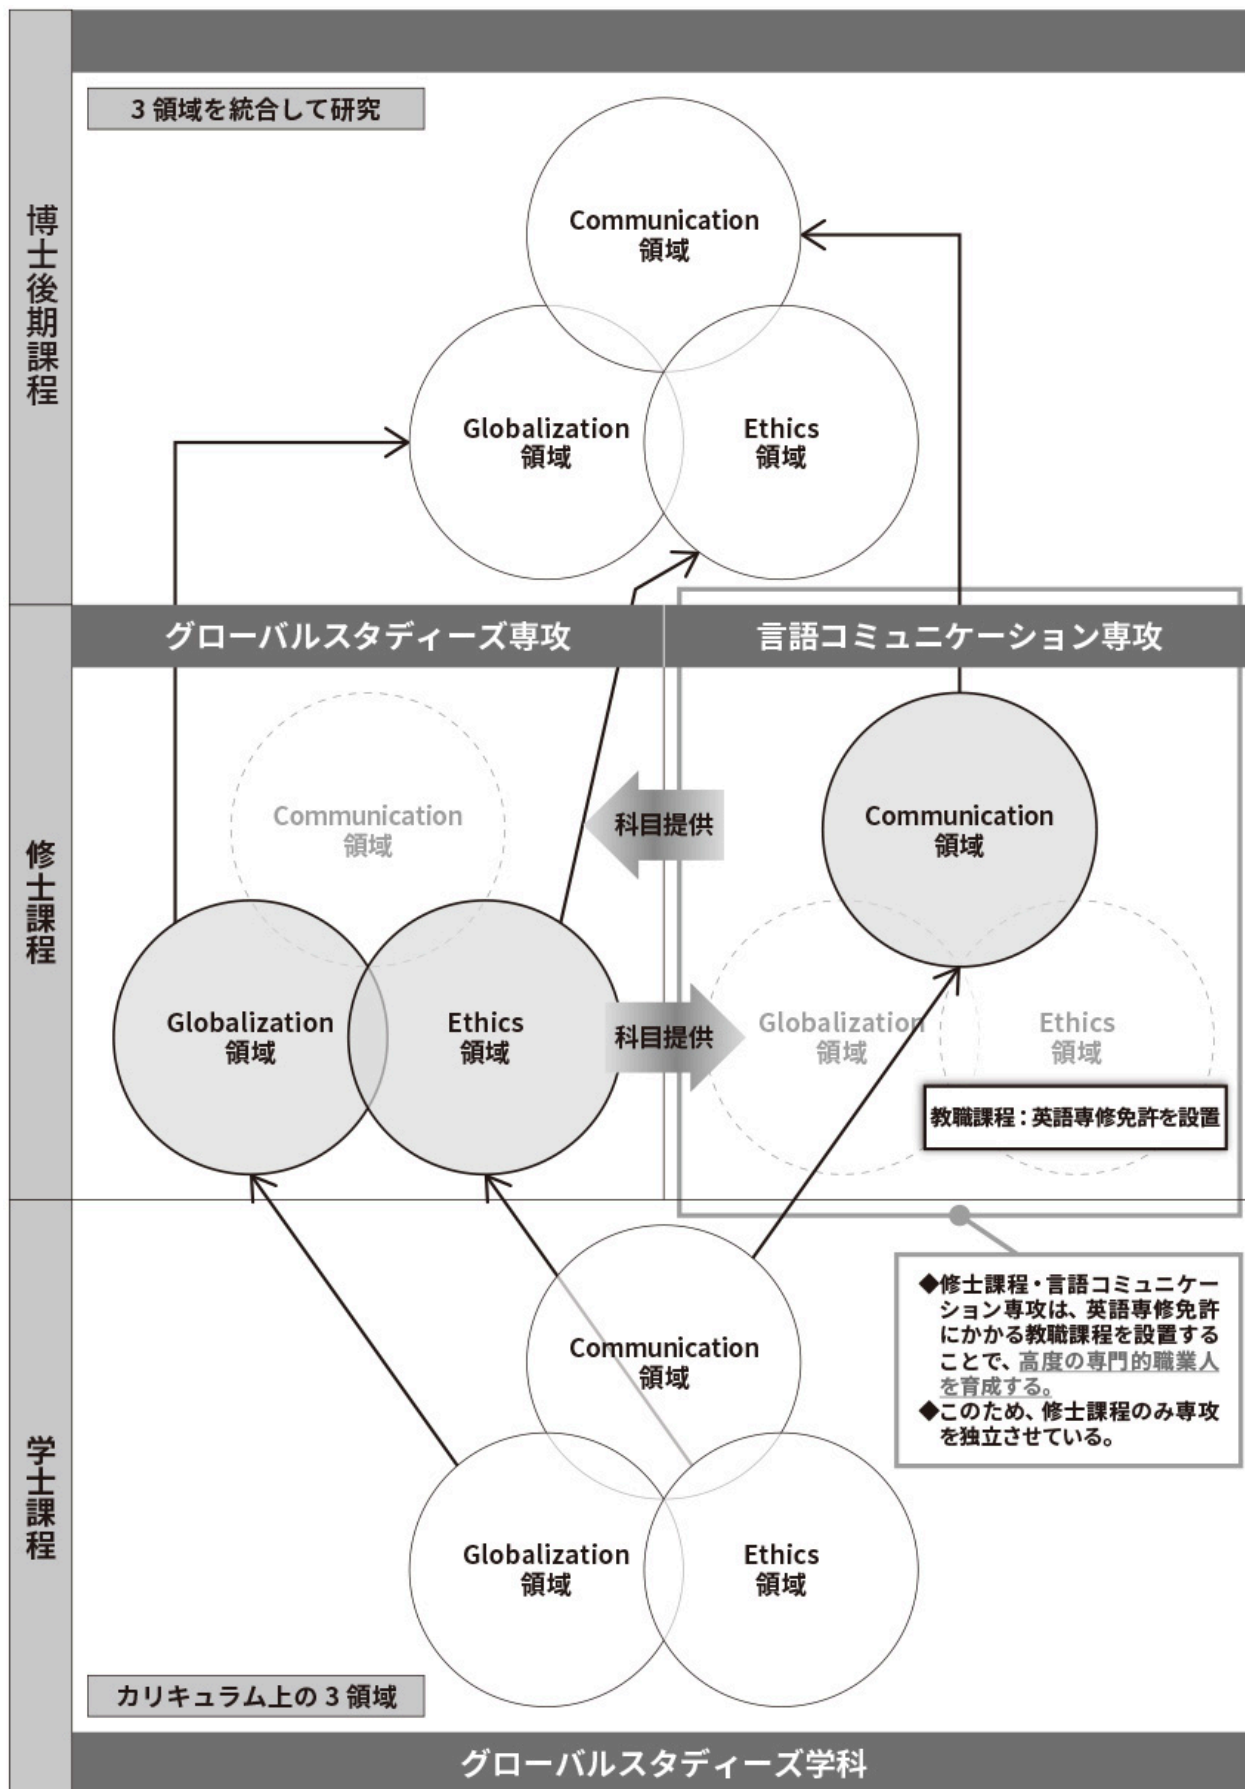 博士後期課程
3 領域を統合して研究
Communication
領域
Globalization
領域
Ethics
領域
修士課程
グローバルスタディーズ専攻
言語コミュニケーション専攻
Communication
領域
科目提供
Communication
領域
Globalization
領域
Ethics
領域
科目提供
Globalization
領域
Ethics
領域
教職課程：英語専修免許を設置
学士課程
◆修士課程・言語コミュニケー
ション専攻は、英語専修免許
にかかる教職課程を設置する
ことで、高度の専門的職業人
を育成する。
◆このため、修士課程のみ専攻
を独立させている。
Communication
領域
Globalization
領域
Ethics
領域
カリキュラム上の 3 領域
グローバルスタディーズ学科